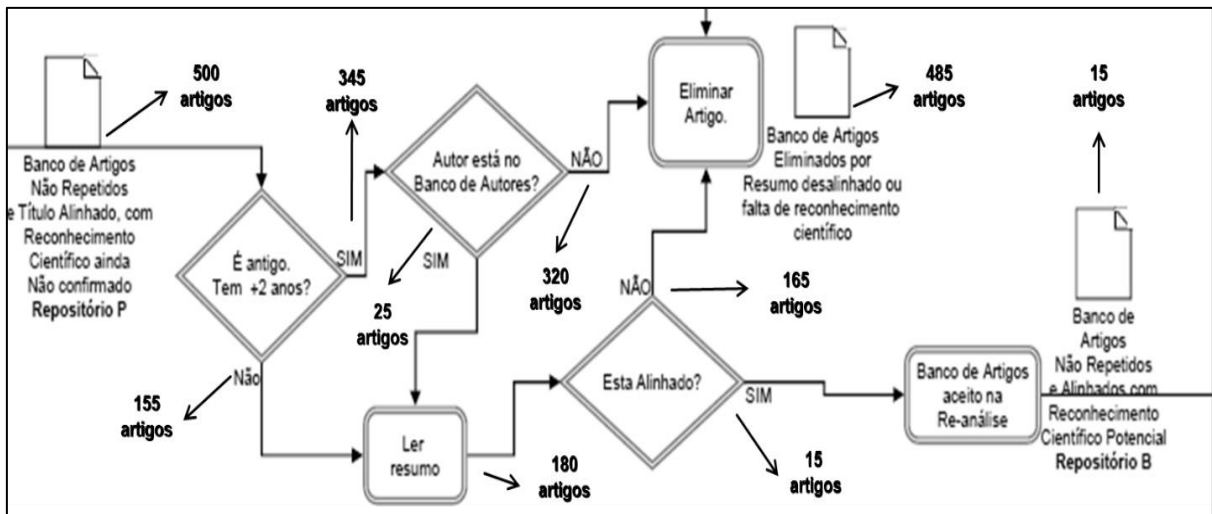 500
artigos
Banco de Artigos
Não Repetidos
e Título Alinhado, com
Reconhecimento
Científico ainda
Não confirmado
Repositório P
É antigo.
Tem +2 anos?
SIM
345
artigos
Não
155
artigos
Autor está no
Banco de Autores?
NÃO
SIM
25
artigos
320
artigos
Ler
resumo
180
artigos
Eliminar
Artigo.
Banco de Artigos
Eliminados por
Resumo desalinhado ou
falta de reconhecimento
científico
485
artigos
Esta Alinhado?
NÃO
165
artigos
SIM
15
artigos
Banco de Artigos
aceito na
Re-análise
15
artigos
Banco de
Artigos
Não Repetidos
e Alinhados com
Reconhecimento
Científico Potencial
Repositório B